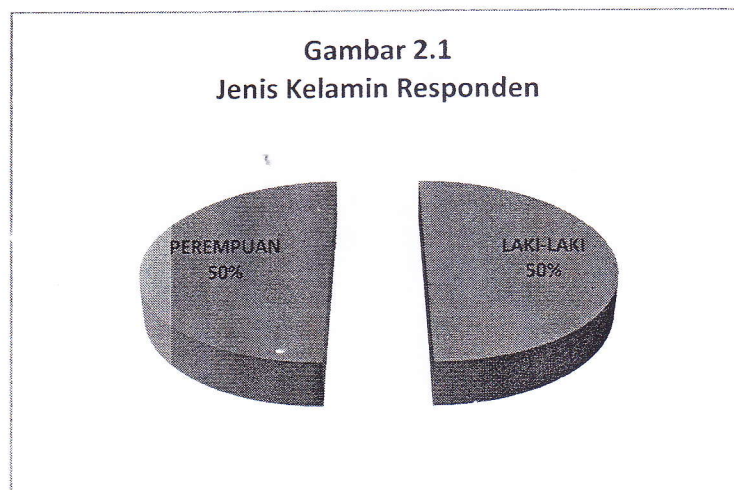 Gambar 2.1
Jenis Kelamin Responden
PEREMPUAN
50%
LAKI-LAKI
50%